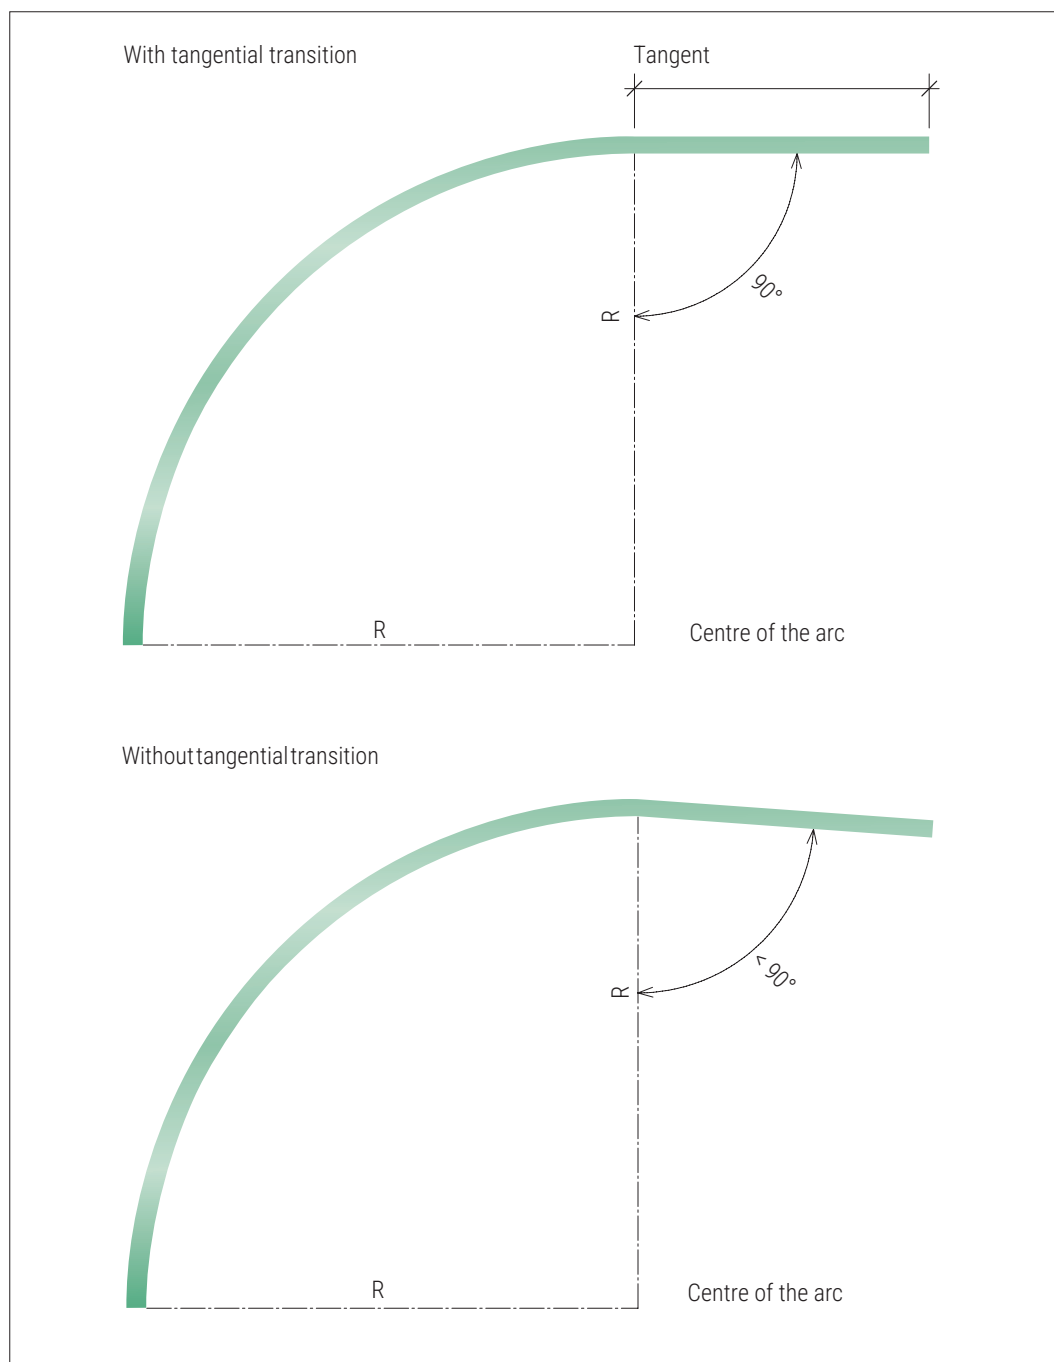 With tangential transition
Tangent
90°
R
R
Centre of the arc
Without tangential transition
< 90°
R
R
Centre of the arc